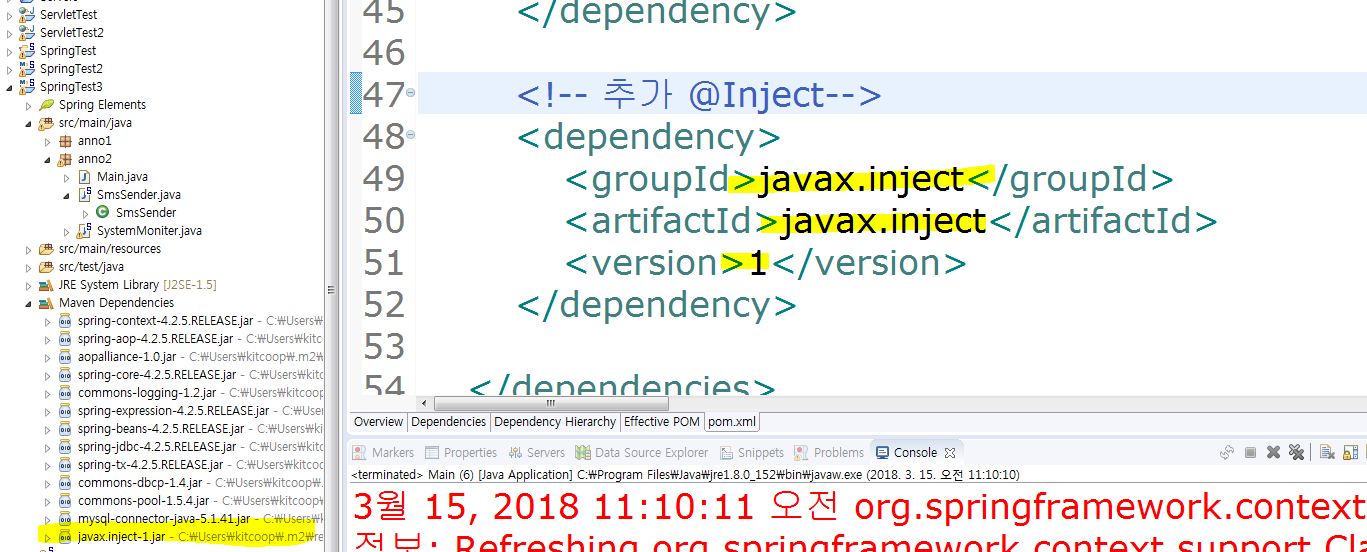 ServletTest
ServletTest2
SpringTest
SpringTest2
SpringTest3
Spring Elements
src/main/java
anno1
anno2
Main.java
SmsSender.java
SmsSender
SystemMoniter.java
src/main/resources
src/test/java
JRE System Library [J2SE-1.5]
Maven Dependencies
spring-context-4.2.5.RELEASE.jar - C:₩Users₩
spring-aop-4.2.5.RELEASE.jar - C:₩Users₩kit
aopalliance-1.0.jar - C:₩Users₩kitcoop₩.m2₩
spring-core-4.2.5.RELEASE.jar - C:₩Users₩kit
commons-logging-1.2.jar - C:₩Users₩kitcoop
spring-expression-4.2.5.RELEASE.jar - C:₩User
spring-beans-4.2.5.RELEASE.jar - C:₩Users₩k
spring-jdbc-4.2.5.RELEASE.jar - C:₩Users₩kit
spring-tx-4.2.5.RELEASE.jar - C:₩Users₩kitco
commons-dbcp-1.4.jar - C:₩Users₩kitcoop₩
commons-pool-1.5.4.jar - C:₩Users₩kitcoop
mysql-connector-java-5.1.41.jar - C:₩Users₩
javax.inject-1.jar - C:₩Users₩kitcoop₩.m2₩re
45 </dependency>
46
47 <!-- 추가 @Inject-->
48 <dependency>
49 <groupId>javax.inject</groupId>
50 <artifactId>javax.inject</artifactId>
51 <version>1</version>
52 </dependency>
53
54 </dependencies>
Overview Dependencies Dependency Hierarchy Effective POM pom.xml
Markers Properties Servers Data Source Explorer Snippets Problems Console
<terminated> Main (6) [Java Application] C:₩Program Files₩Java₩jre1.8.0_152₩bin₩javaw.exe (2018. 3. 15. 오전 11:10:10)
3월 15, 2018 11:10:11 오전 org.springframework.context
정보: Refreshing org.springframework.context.support.Cla